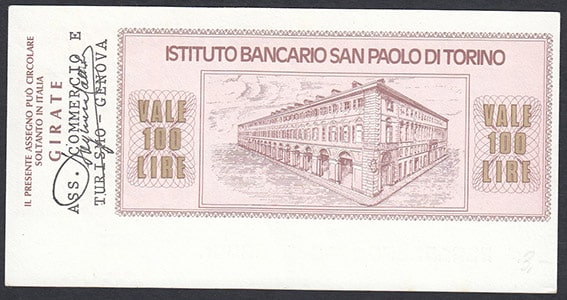 IL PRESENTE ASSEGNO PUÒ CIRCOLARE
SOLTANTO IN ITALIA
GIRATE
ASS. COMMERCIO E
TURISMO - GENOVA
ISTITUTO BANCARIO SAN PAOLO DI TORINO
VALE
100
LIRE
VALE
100
LIRE